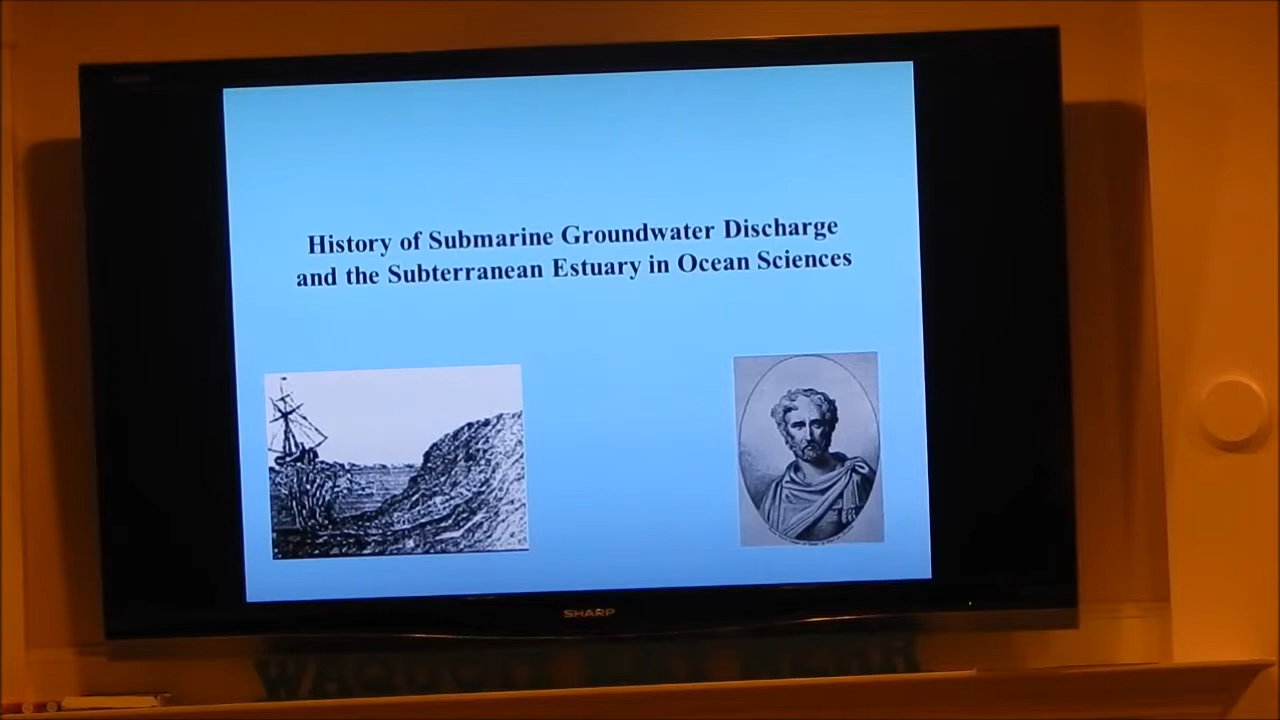 History of Submarine Groundwater Discharge
and the Subterranean Estuary in Ocean Sciences
SHARP